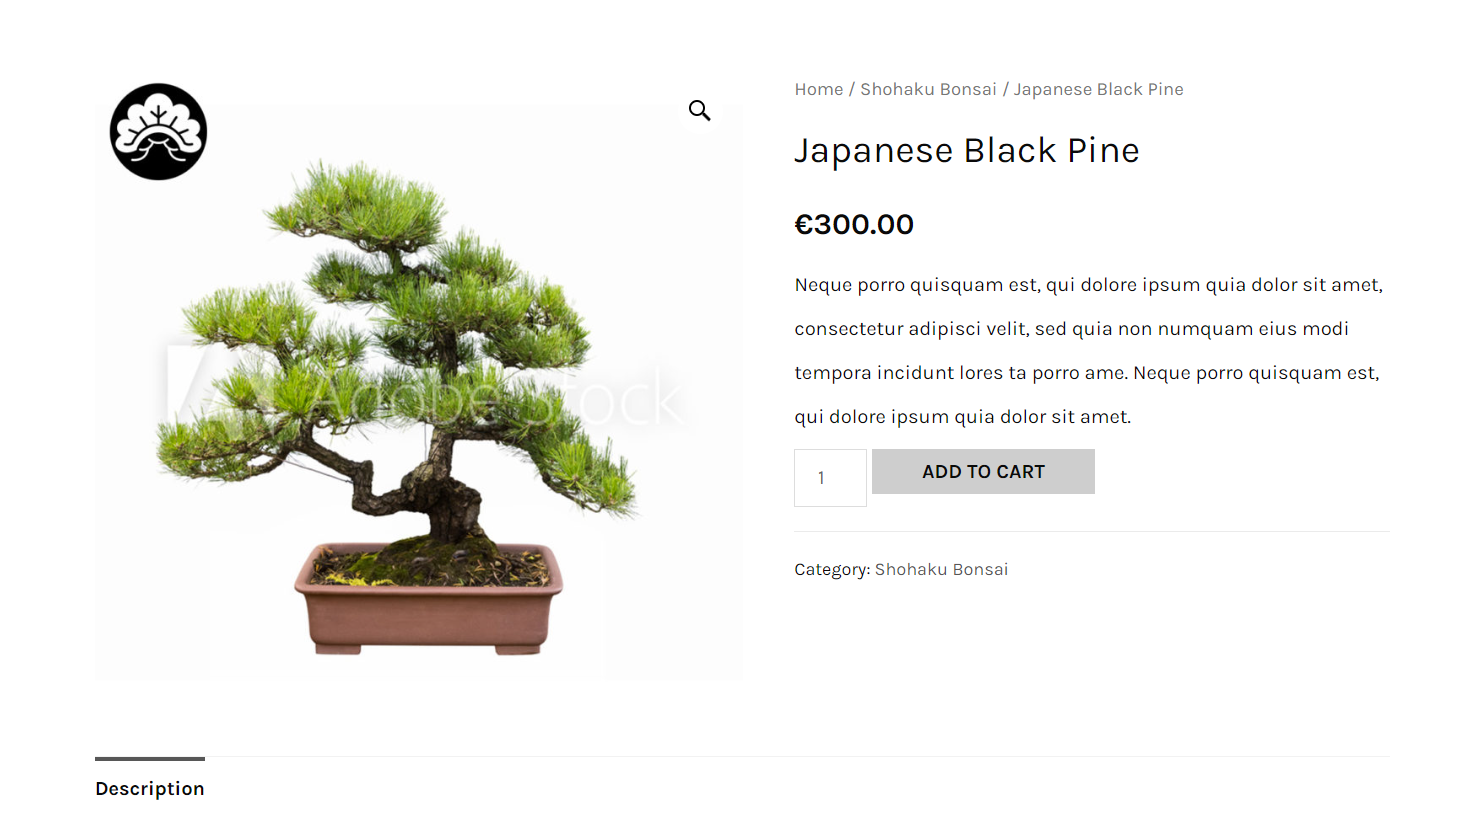 Home / Shohaku Bonsai / Japanese Black Pine
Japanese Black Pine
€300.00
Neque porro quisquam est, qui dolore ipsum quia dolor sit amet,
consectetur adipisci velit, sed quia non numquam eius modi
tempora incidunt lores ta porro ame. Neque porro quisquam est,
qui dolore ipsum quia dolor sit amet.
1
ADD TO CART
Category: Shohaku Bonsai
Adobe Stock
Description